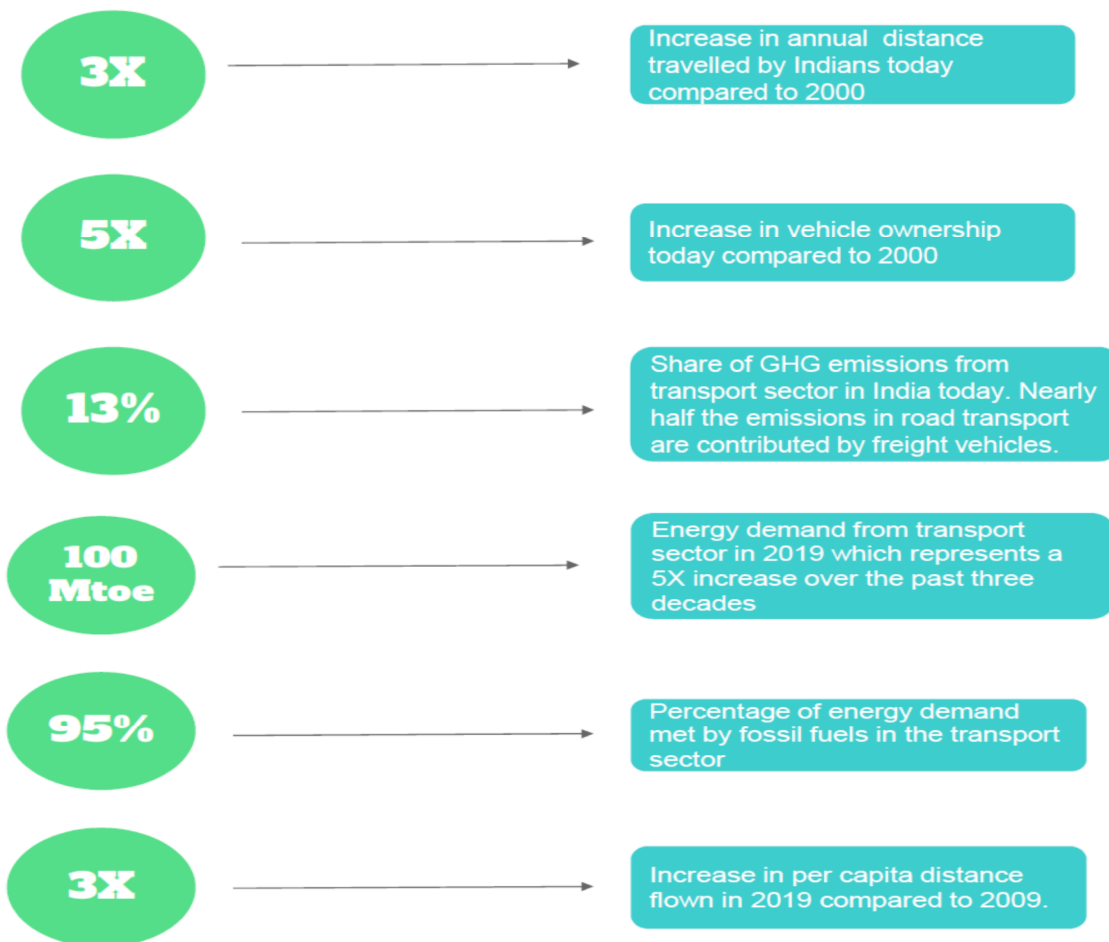 3X
Increase in annual distance
travelled by Indians today
compared to 2000
5X
Increase in vehicle ownership
today compared to 2000
13%
Share of GHG emissions from
transport sector in India today. Nearly
half the emissions in road transport
are contributed by freight vehicles.
100
Mtoe
Energy demand from transport
sector in 2019 which represents a
5X increase over the past three
decades
95%
Percentage of energy demand
met by fossil fuels in the transport
sector
3X
Increase in per capita distance
flown in 2019 compared to 2009.